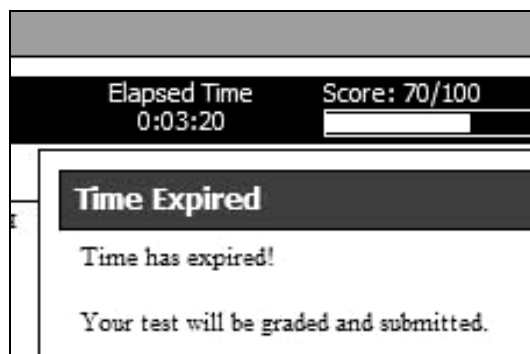 Elapsed Time
0:03:20
Score: 70/100
Time Expired
Time has expired!
Your test will be graded and submitted.